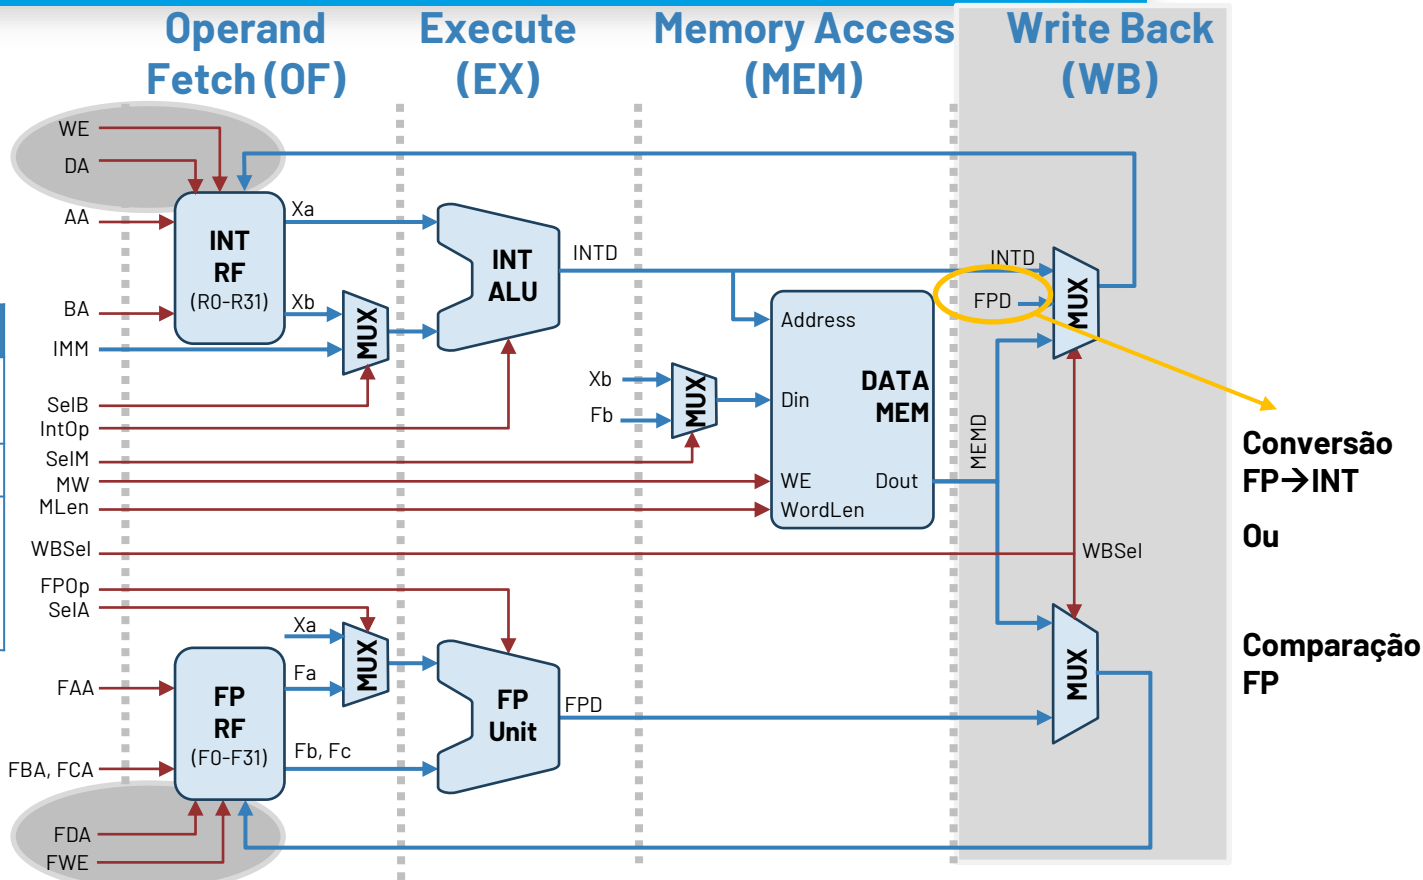 Operand
Fetch (OF)
Execute
(EX)
Memory Access
(MEM)
Write Back
(WB)
WE
DA
AA
BA
IMM
SelB
IntOp
SelM
MW
MLen
WBSel
FPOp
SelA
FAA
FBA, FCA
FDA
FWE
INT
RF
(R0-R31)
Xa
Xb
MUX
INT
ALU
INTD
Xb
Fb
MUX
Address
Din
DATA
MEM
WE
Dout
WordLen
MEMD
INTD
FPD
MUX
WBSel
Xa
Fa
MUX
FP
RF
(F0-F31)
Fb, Fc
FP
Unit
FPD
MUX
Conversão
FP→INT
Ou
Comparação
FP